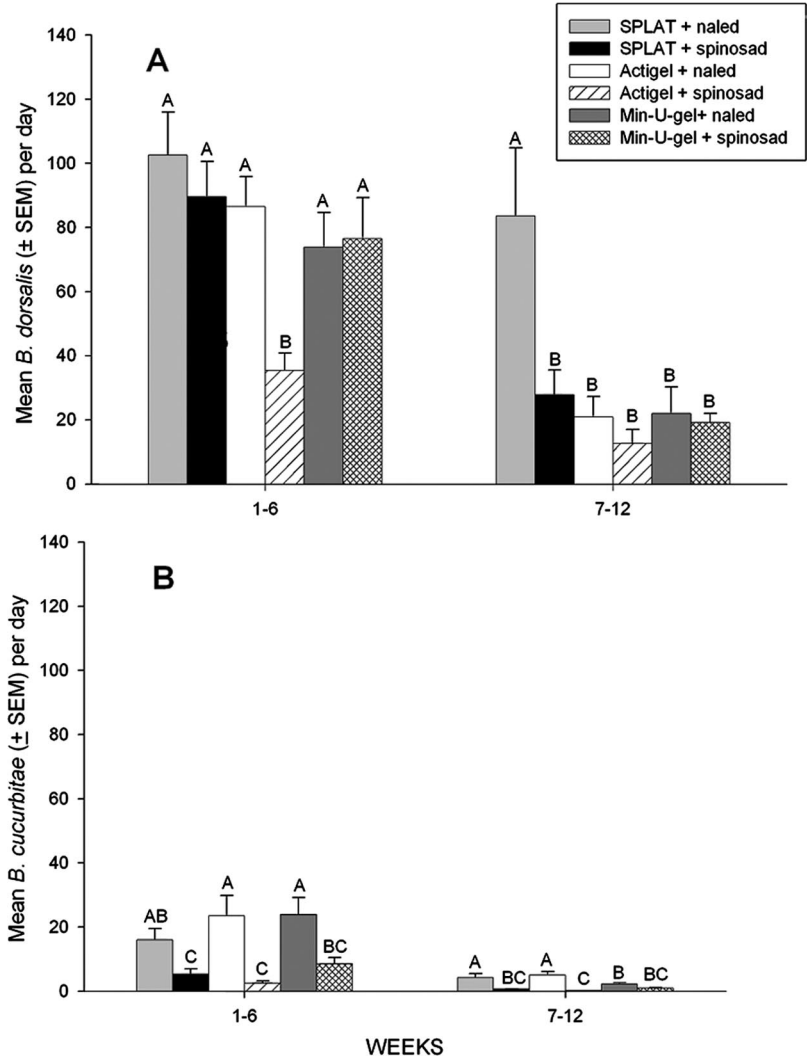 SPLAT + naled
SPLAT + spinosad
Actigel + naled
Actigel + spinosad
Min-U-gel+ naled
Min-U-gel + spinosad
A
Mean B. dorsalis (± SEM) per day
140
120
100
80
60
40
20
0
A A A B A A
A B B B B B
1-6 7-12
B
Mean B. cucurbitae (± SEM) per day
140
120
100
80
60
40
20
0
AB C A C A BC
A BC A C B BC
1-6 7-12
WEEKS